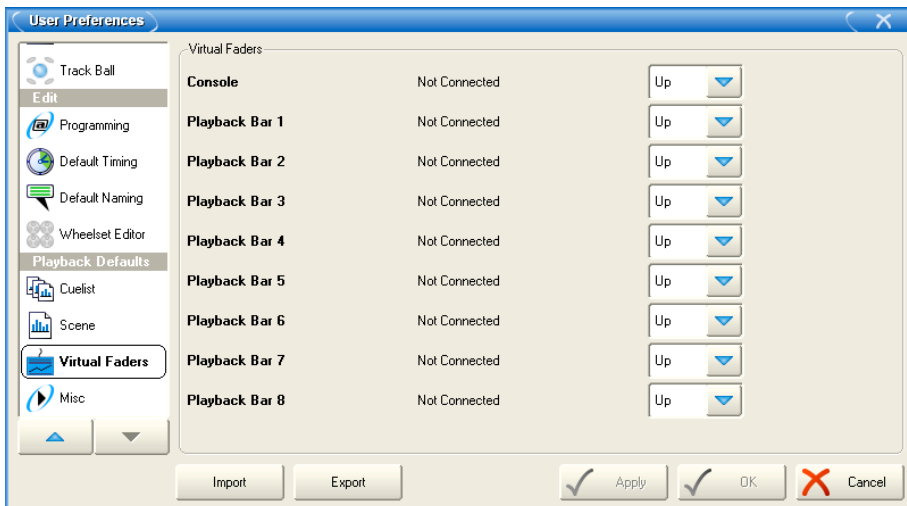 User Preferences
Track Ball
Edit
Programming
Default Timing
Default Naming
Wheelset Editor
Playback Defaults
Cuelist
Scene
Virtual Faders
Misc
Virtual Faders
Console Not Connected Up
Playback Bar 1 Not Connected Up
Playback Bar 2 Not Connected Up
Playback Bar 3 Not Connected Up
Playback Bar 4 Not Connected Up
Playback Bar 5 Not Connected Up
Playback Bar 6 Not Connected Up
Playback Bar 7 Not Connected Up
Playback Bar 8 Not Connected Up
Import Export Apply OK Cancel